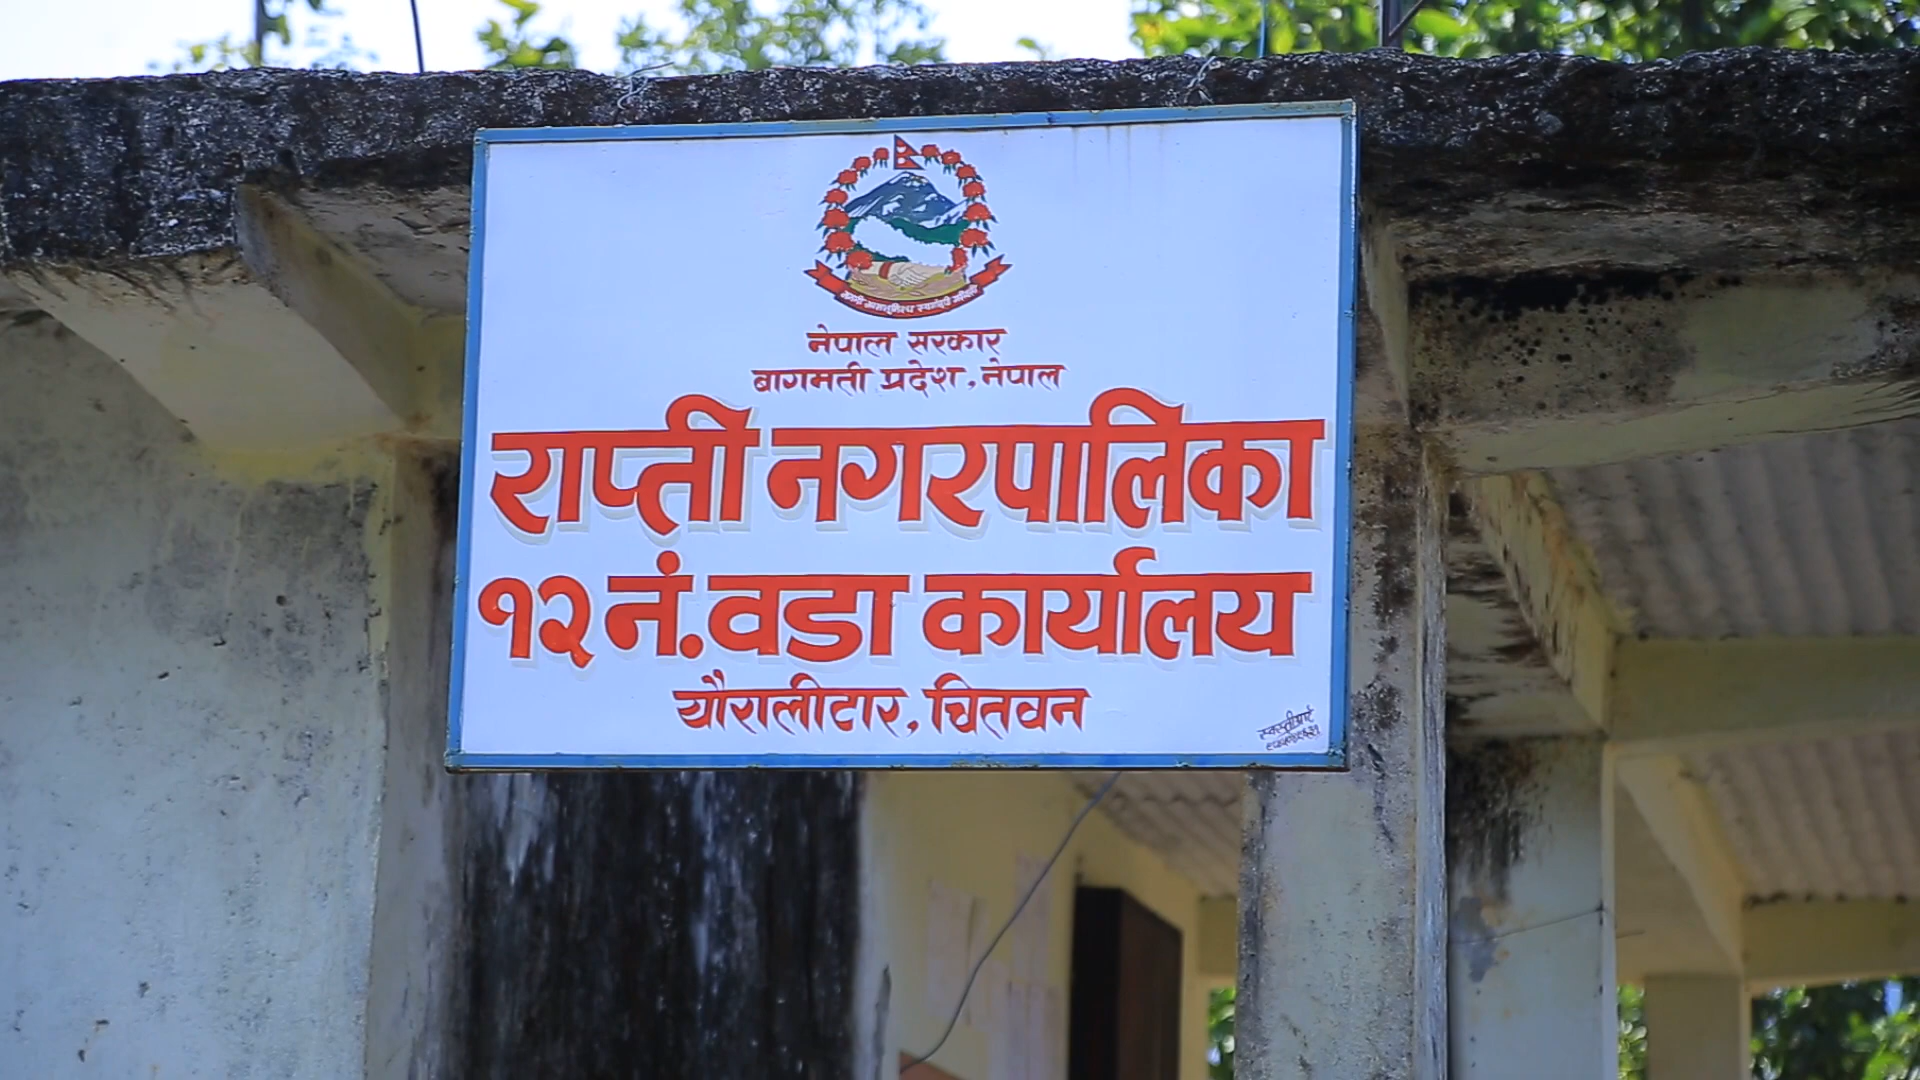 नेपाल सरकार
बागमती प्रदेश, नेपाल
राप्ती नगरपालिका
१२ नं. वडा कार्यालय
चौरालीटार, चितवन